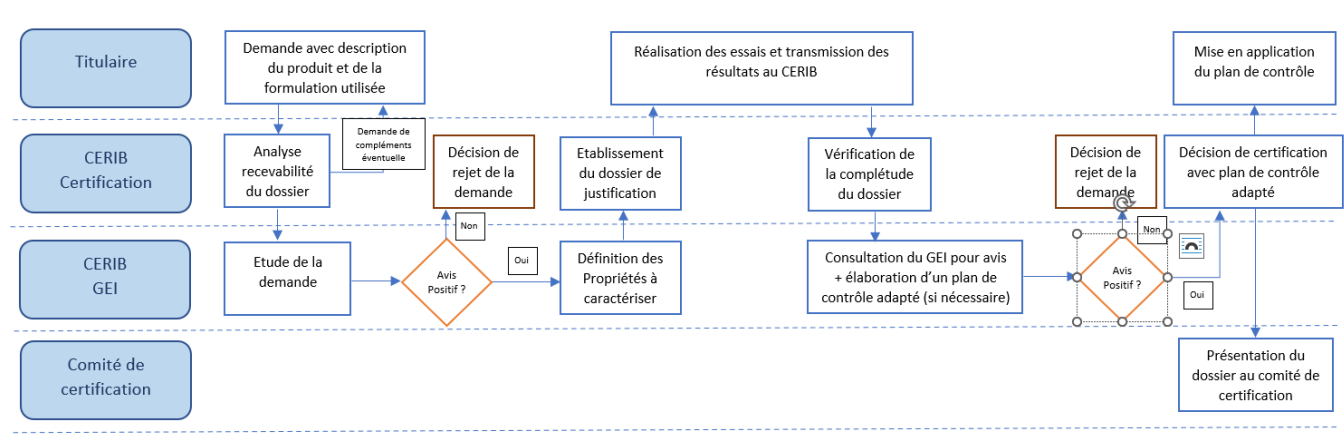 Titulaire
Demande avec description
du produit et de la
formulation utilisée
Réalisation des essais et transmission des
résultats au CERIB
Mise en application
du plan de contrôle
CERIB
Certification
Analyse
recevabilité
du dossier
Demande de
compléments
éventuelle
Décision de
rejet de la
demande
Etablissement
du dossier de
justification
Vérification de
la complétude
du dossier
Décision de
rejet de la
demande
Décision de certification
avec plan de contrôle
adapté
CERIB
GEI
Etude de la
demande
Avis
Positif ?
Non
Oui
Définition des
Propriétés à
caractériser
Consultation du GEI pour avis
+ élaboration d'un plan de
contrôle adapté (si nécessaire)
Avis
Positif ?
Non
Oui
Comité de
certification
Présentation du
dossier au comité de
certification